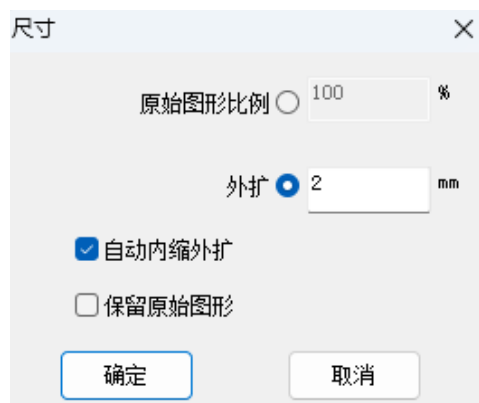 尺寸
原始图形比例 100 %
外扩 2 mm
自动内缩外扩
保留原始图形
确定 取消